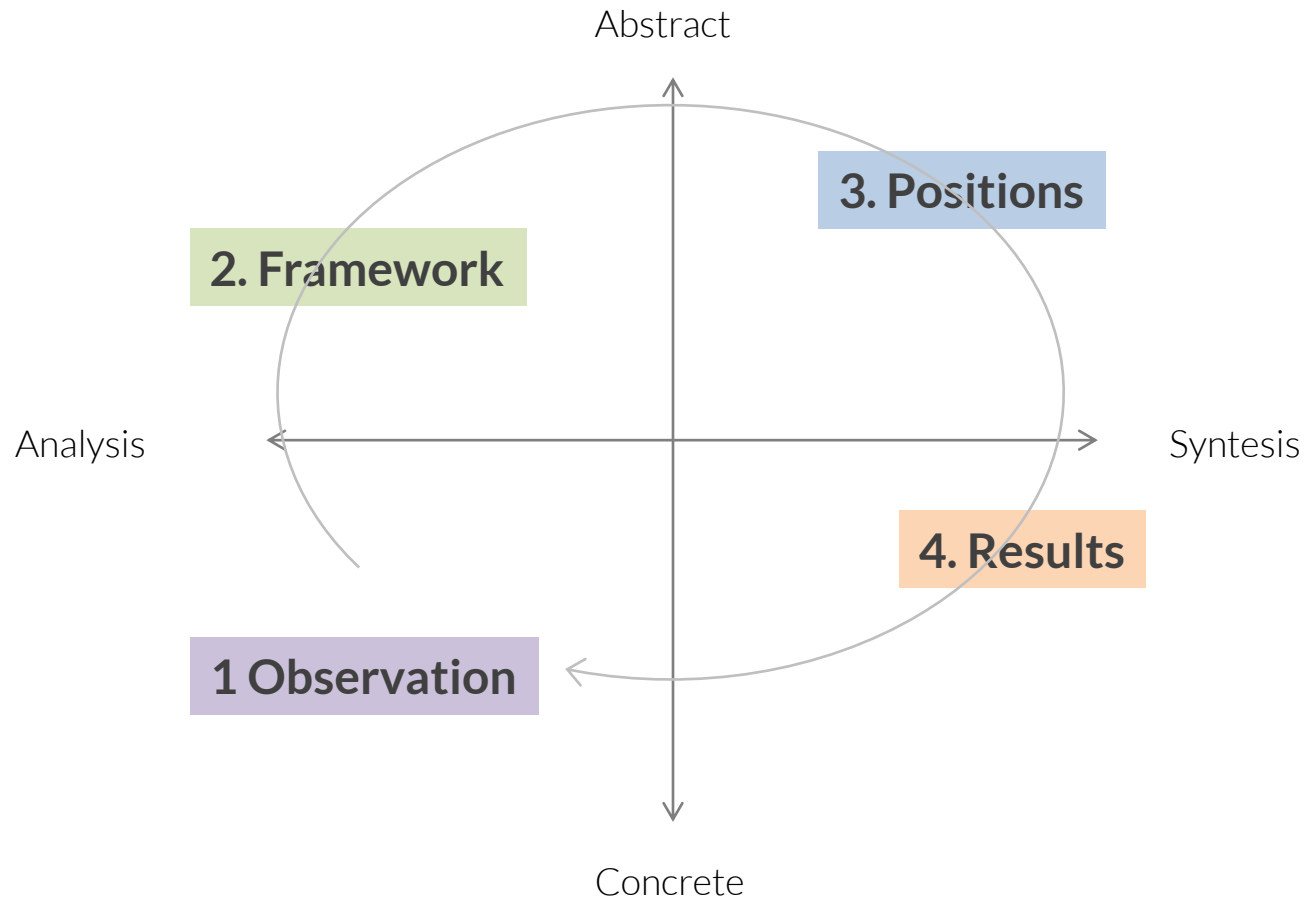 Abstract
3. Positions
2. Framework
Analysis
Syntesis
4. Results
1 Observation
Concrete